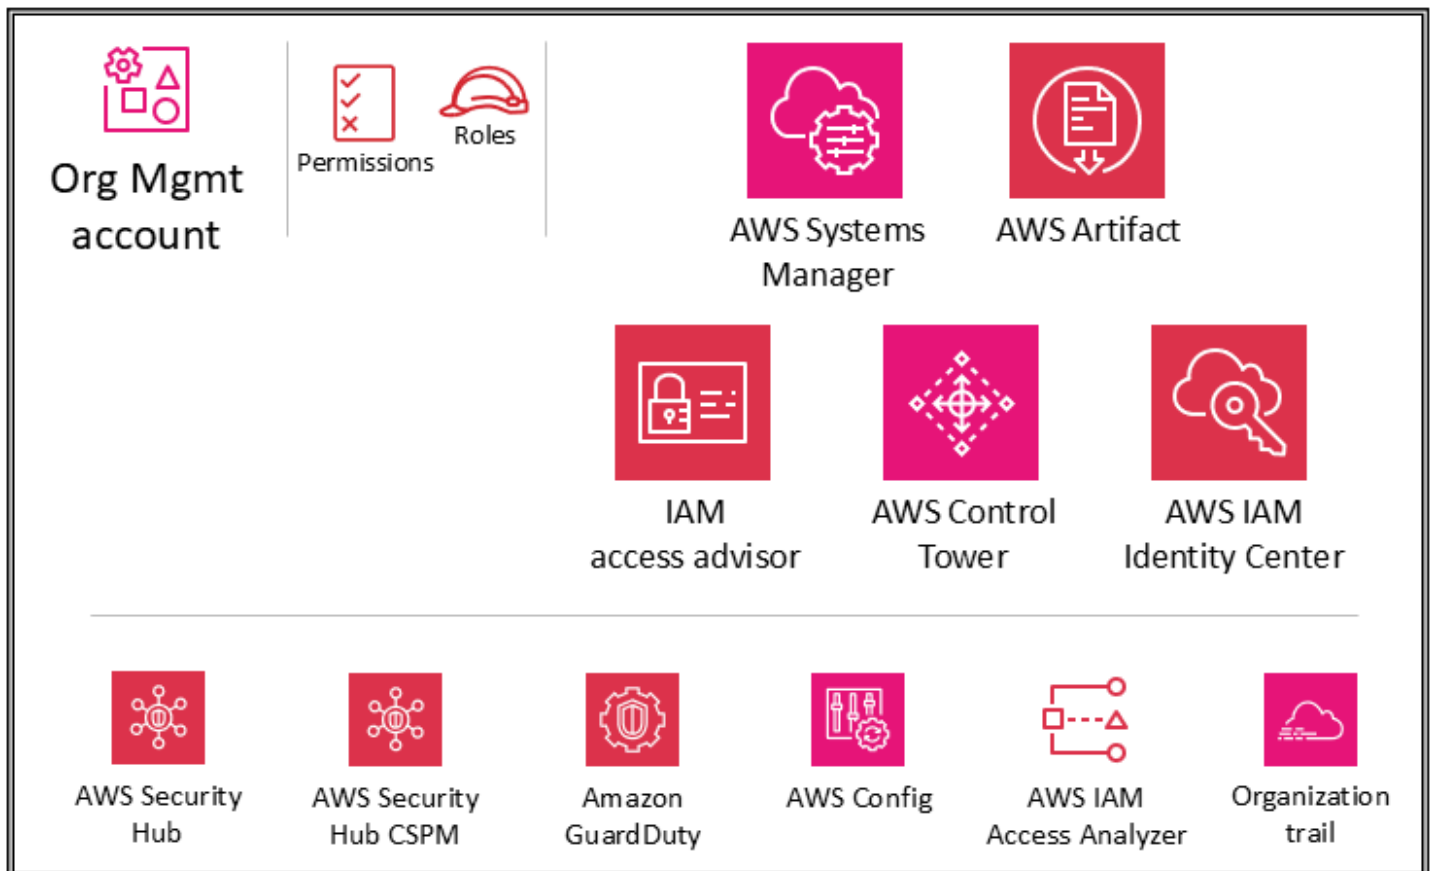 Org Mgmt
account
Permissions
Roles
AWS Systems
Manager
AWS Artifact
IAM
access advisor
AWS Control
Tower
AWS IAM
Identity Center
AWS Security
Hub
AWS Security
Hub CSPM
Amazon
GuardDuty
AWS Config
AWS IAM
Access Analyzer
Organization
trail